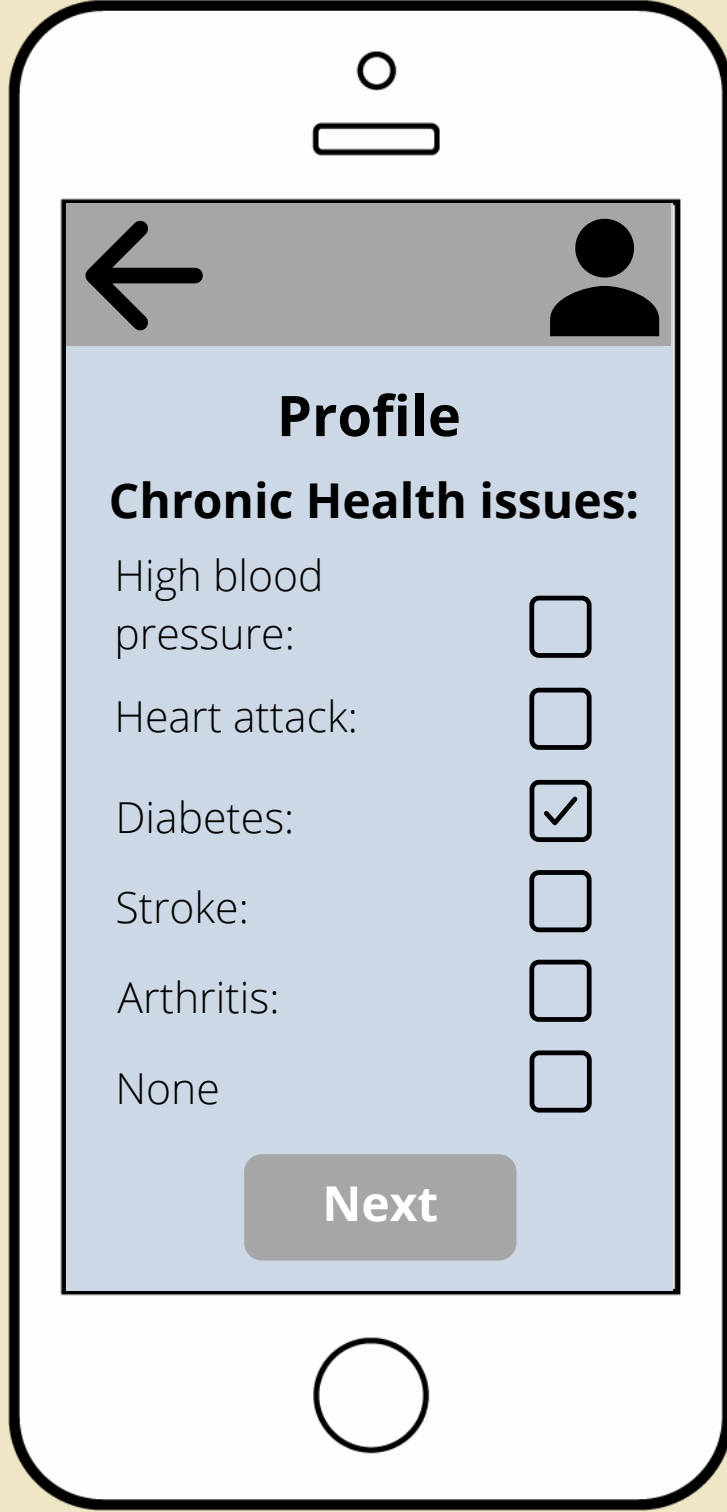 Profile
Chronic Health issues:
High blood
pressure:
Heart attack:
Diabetes:
Stroke:
Arthritis:
None
Next